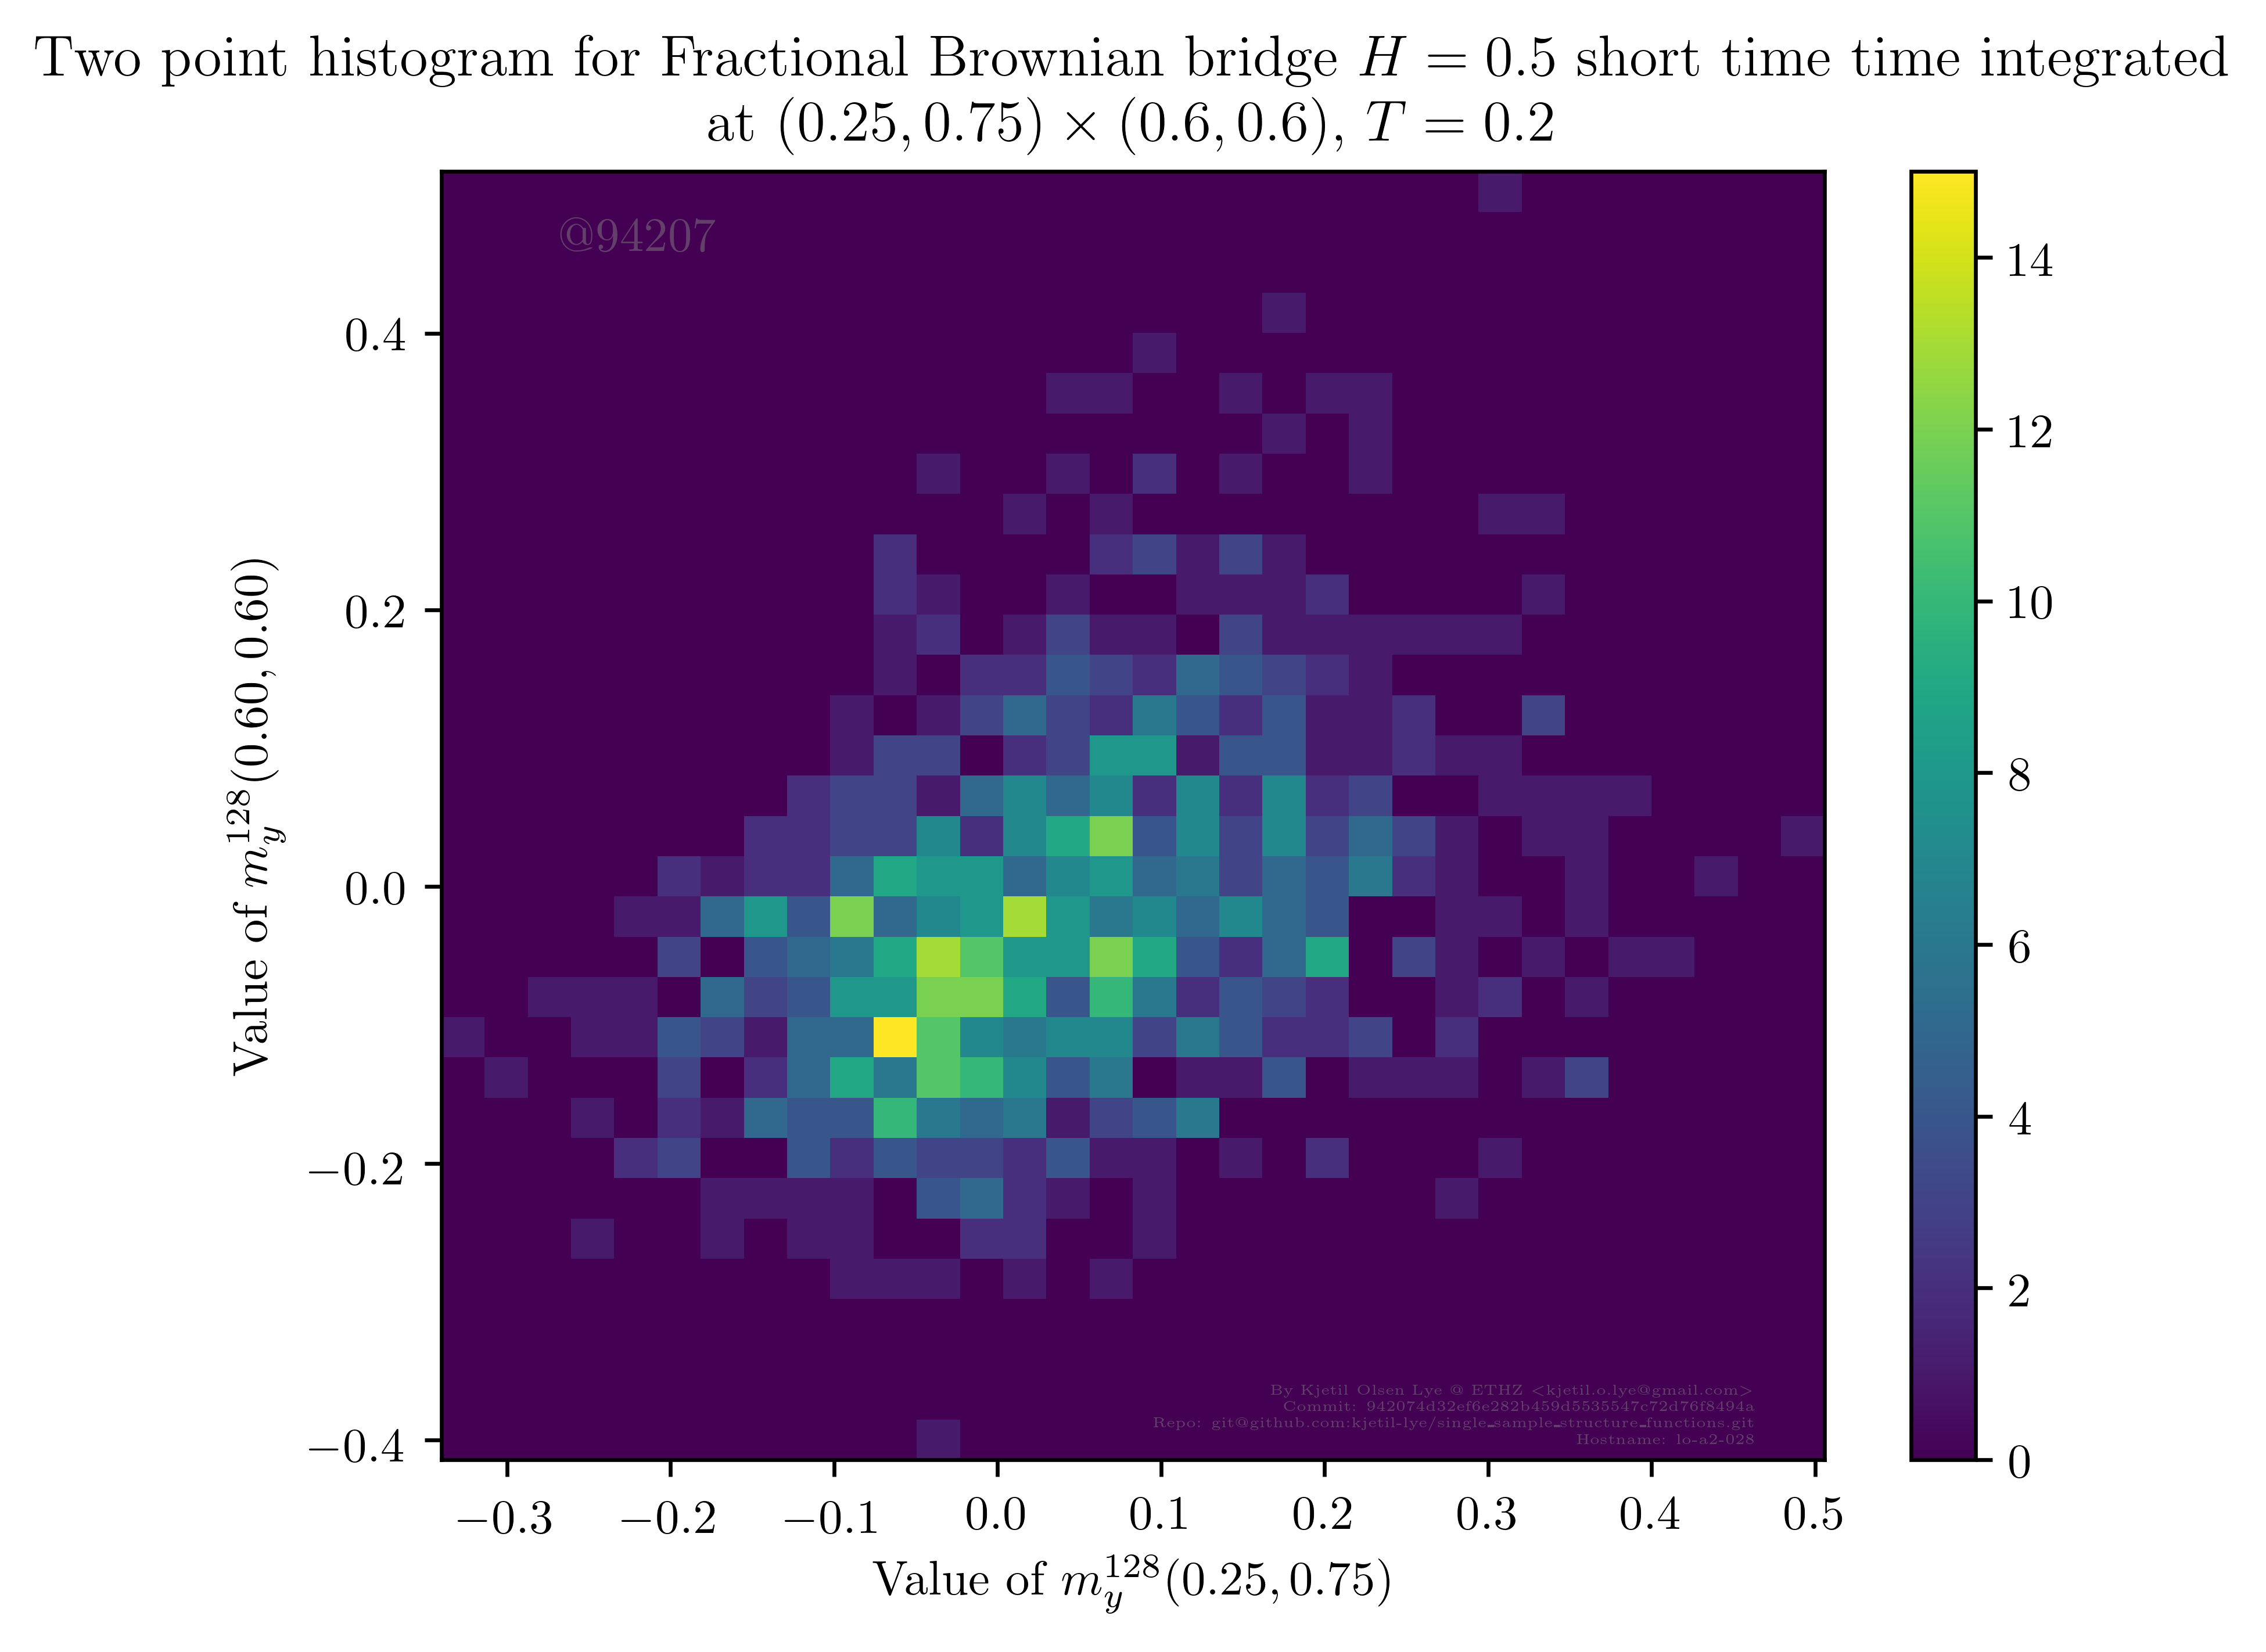 Two point histogram for Fractional Brownian bridge H = 0.5 short time time integrated
at (0.25, 0.75) × (0.6, 0.6), T = 0.2
@94207
14
0.4
12
10
0.2
8
0.0
6
4
−0.2
2
−0.4
0
Value of m_y^128(0.60, 0.60)
By Kjetil Olsen Lye @ ETHZ <kjetil.o.lye@gmail.com>
Commit: 942074d32ef6e282b459d5535547c72d76f8494a
Repo: git@github.com:kjetil-lye/single_sample_structure_functions.git
Hostname: lo-a2-028
−0.3 −0.2 −0.1 0.0 0.1 0.2 0.3 0.4 0.5
Value of m_y^128(0.25, 0.75)